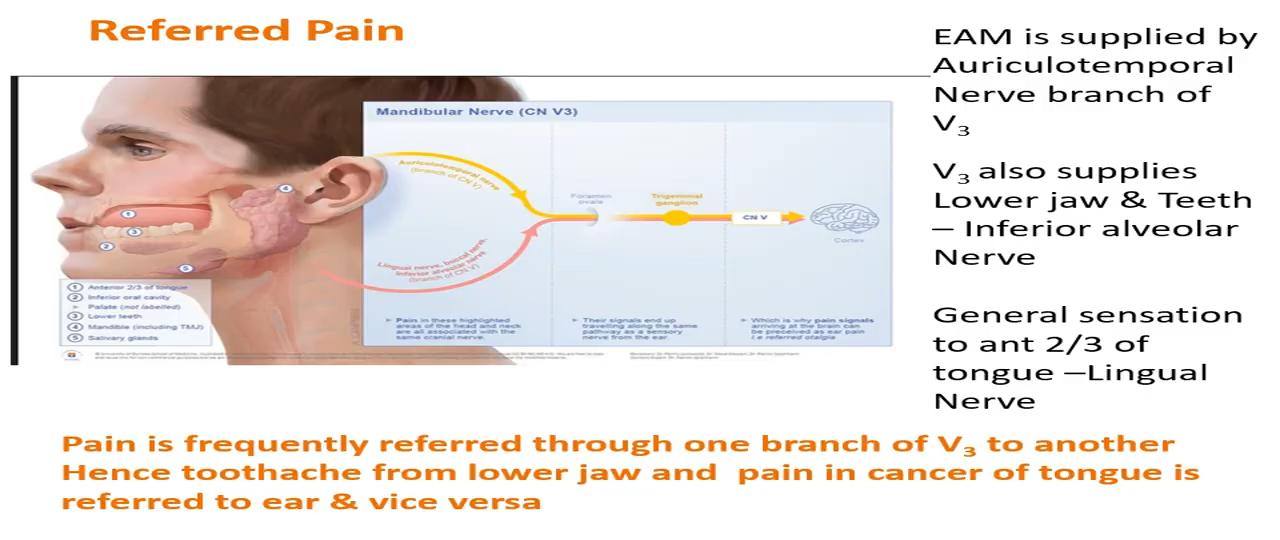 Referred Pain
EAM is supplied by
Auriculotemporal
Nerve branch of
V₃
V₃ also supplies
Lower jaw & Teeth
– Inferior alveolar
Nerve
General sensation
to ant 2/3 of
tongue –Lingual
Nerve
Mandibular Nerve (CN V3)
Auriculotemporal nerve
(branch of CN V)
Foramen
ovale
Trigeminal
ganglion
CN V
Cortex
Lingual nerve, buccal nerve,
inferior alveolar nerve
(branch of CN V)
1
2
3
4
5
1 Anterior 2/3 of tongue
2 Inferior oral cavity
➤ Palate (not labelled)
3 Lower teeth
4 Mandible (including TMJ)
5 Salivary glands
➤ Pain in these highlighted
areas of the head and neck
are all associated with the
same cranial nerve.
➤ Their signals end up
travelling along the same
pathway as a sensory
nerve from the ear.
➤ Which is why pain signals
arriving at the brain can
be perceived as ear pain
i.e referred otalgia
Pain is frequently referred through one branch of V₃ to another
Hence toothache from lower jaw and pain in cancer of tongue is
referred to ear & vice versa